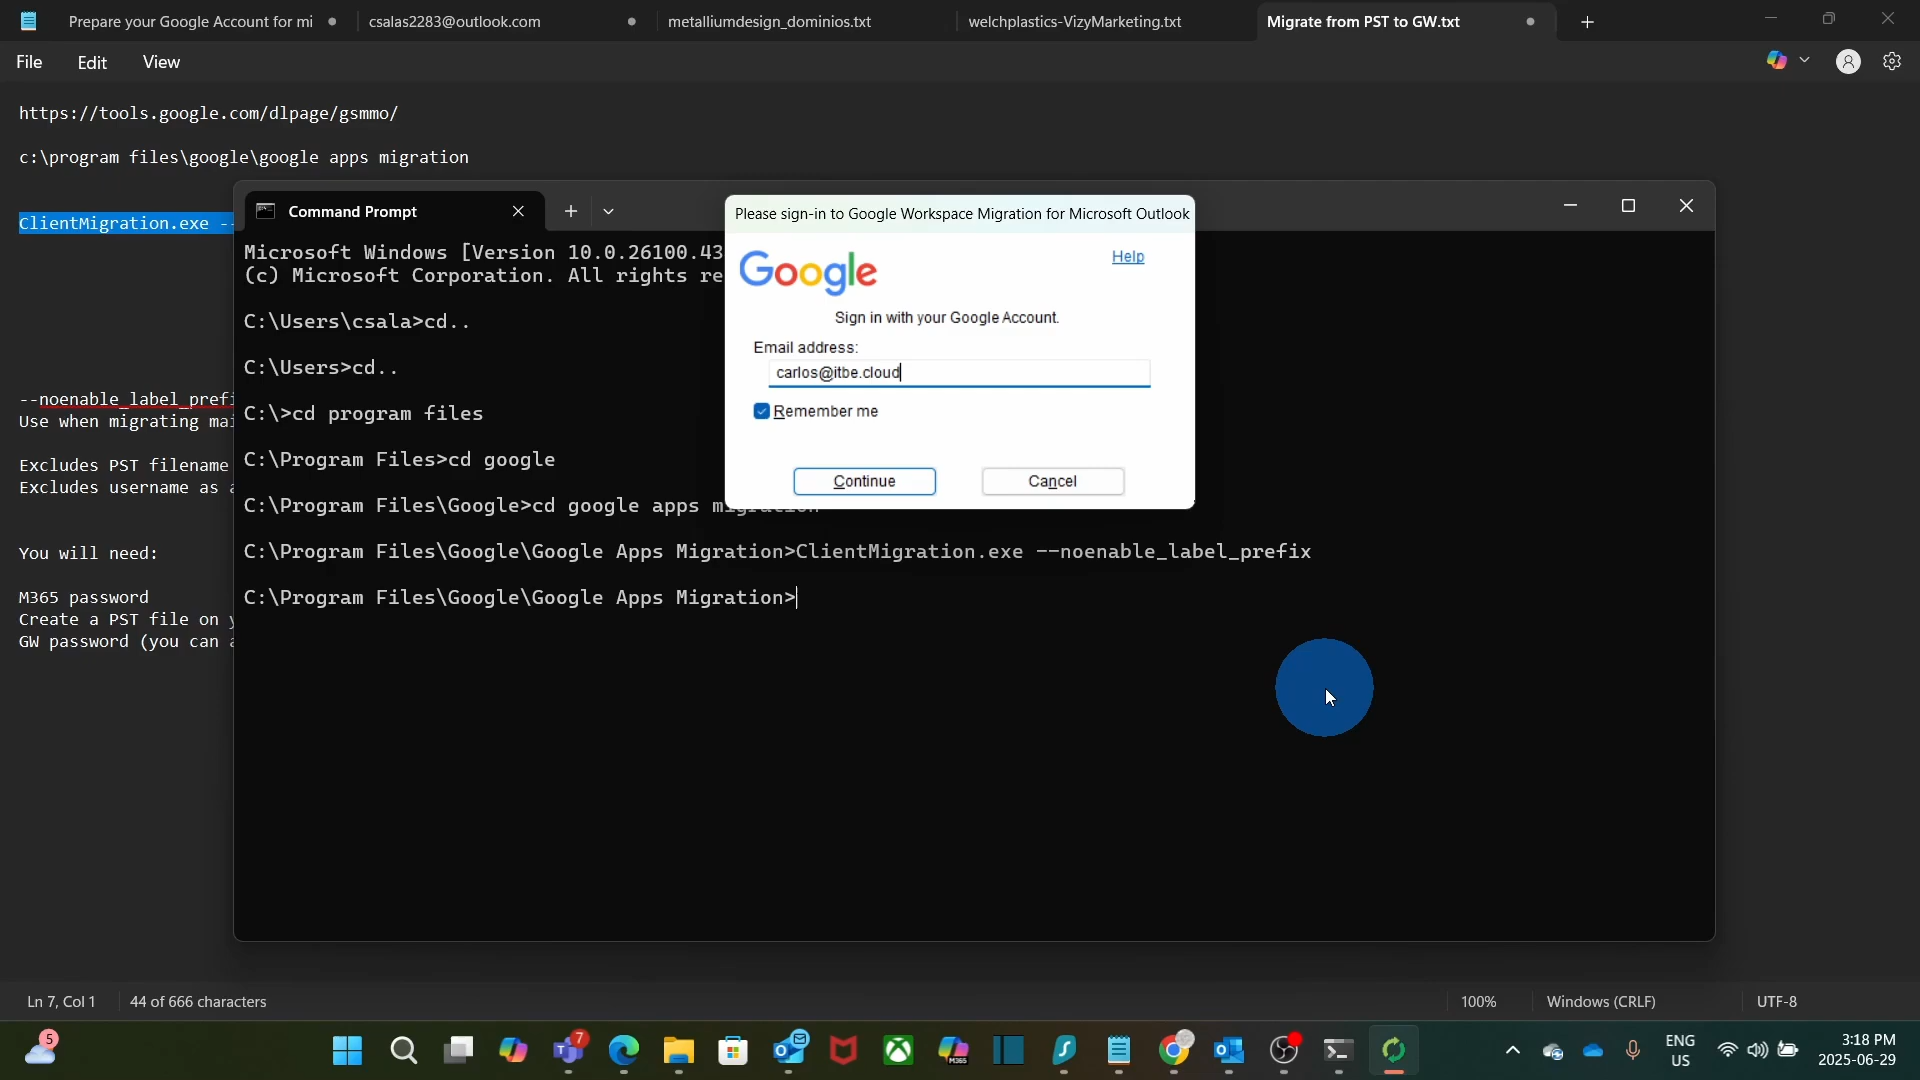 Prepare your Google Account for mi
csalas2283@outlook.com
metalliumdesign_dominios.txt
welchplastics-VizyMarketing.txt
Migrate from PST to GW.txt
File
Edit
View
https://tools.google.com/dlpage/gsmmo/
c:\program files\google\google apps migration
ClientMigration.exe --
--noenable_label_prefi
Use when migrating mai
Excludes PST filename
Excludes username as a
You will need:
M365 password
Create a PST file on y
GW password (you can a
Command Prompt
Microsoft Windows [Version 10.0.26100.43
(c) Microsoft Corporation. All rights re
C:\Users\csala>cd..
C:\Users>cd..
C:\>cd program files
C:\Program Files>cd google
C:\Program Files\Google>cd google apps migration
C:\Program Files\Google\Google Apps Migration>ClientMigration.exe --noenable_label_prefix
C:\Program Files\Google\Google Apps Migration>
Please sign-in to Google Workspace Migration for Microsoft Outlook
Google
Help
Sign in with your Google Account.
Email address:
carlos@itbe.cloud
Remember me
Continue
Cancel
Ln 7, Col 1
44 of 666 characters
100%
Windows (CRLF)
UTF-8
5
7
M365
ENG
US
3:18 PM
2025-06-29